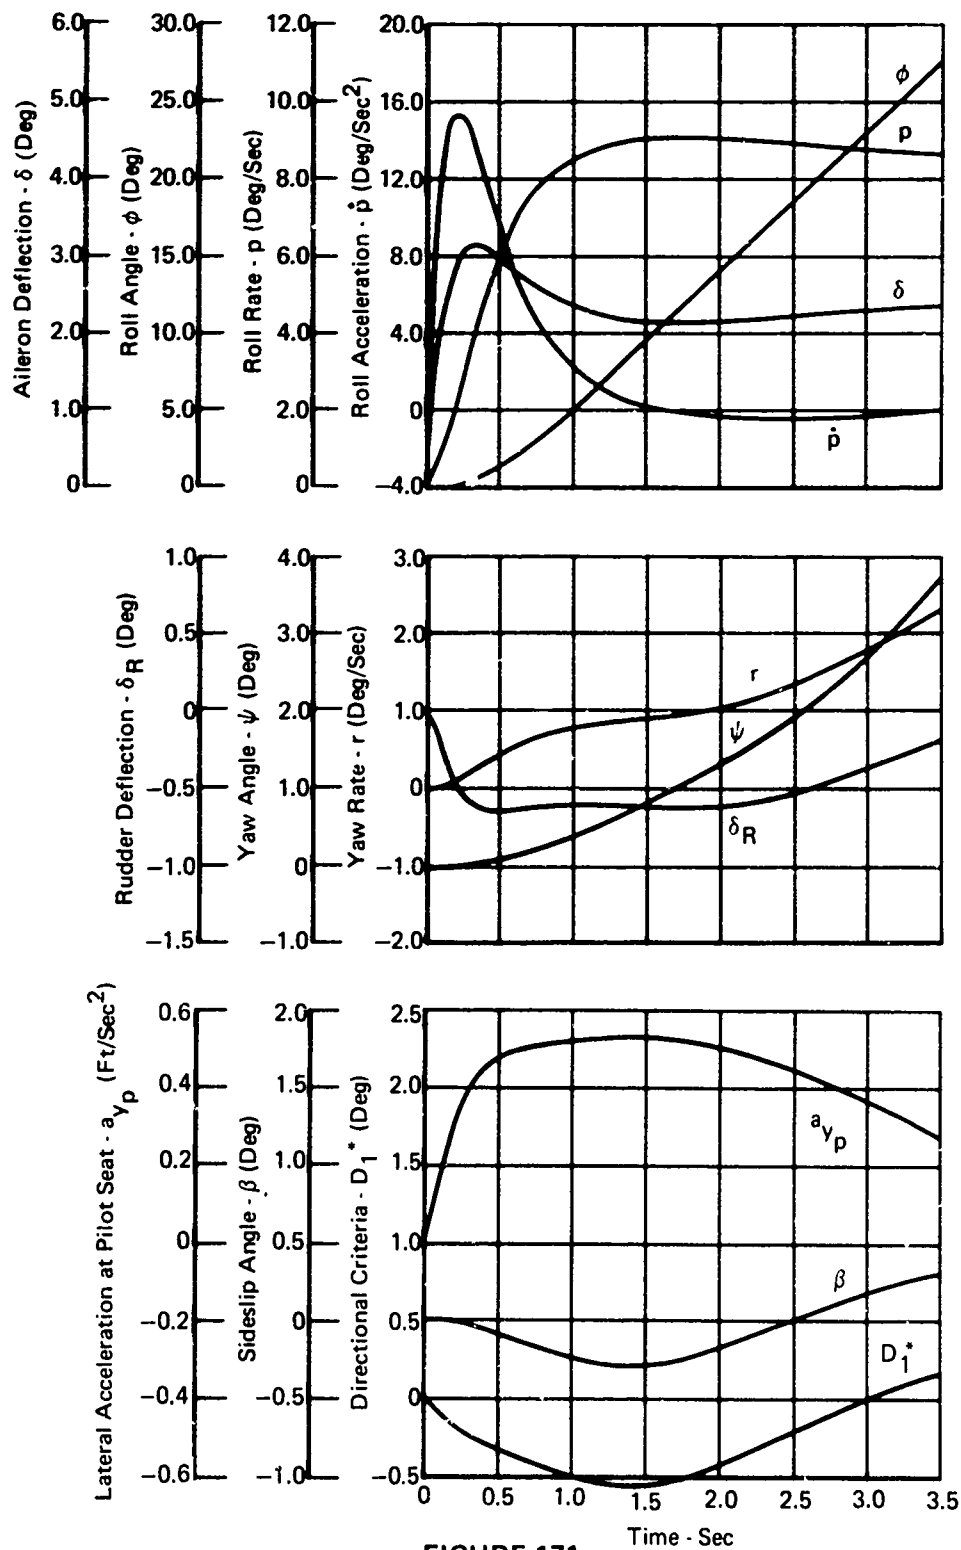 Aileron Deflection - δ (Deg)
6.0
5.0
4.0
3.0
2.0
1.0
0
Roll Angle - ϕ (Deg)
30.0
25.0
20.0
15.0
10.0
5.0
0
Roll Rate - p (Deg/Sec)
12.0
10.0
8.0
6.0
4.0
2.0
0
Roll Acceleration - ṗ (Deg/Sec²)
20.0
16.0
12.0
8.0
4.0
0
−4.0
ϕ
p
δ
ṗ
Rudder Deflection - δR (Deg)
1.0
0.5
0
−0.5
−1.0
−1.5
Yaw Angle - ψ (Deg)
4.0
3.0
2.0
1.0
0
−1.0
Yaw Rate - r (Deg/Sec)
3.0
2.0
1.0
0
−1.0
−2.0
r
ψ
δR
Lateral Acceleration at Pilot Seat - ayp (Ft/Sec²)
0.6
0.4
0.2
0
−0.2
−0.4
−0.6
Sideslip Angle - β (Deg)
2.0
1.5
1.0
0.5
0
−0.5
−1.0
Directional Criteria - D1* (Deg)
2.5
2.0
1.5
1.0
0.5
0
−0.5
ayp
β
D1*
0 0.5 1.0 1.5 2.0 2.5 3.0 3.5
Time - Sec
FIGURE 171